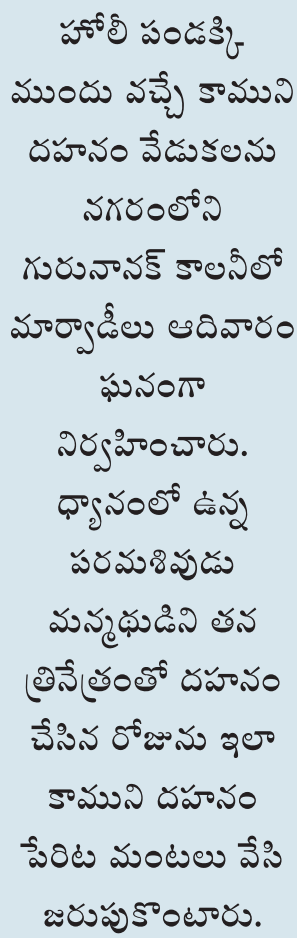 హోలీ పండక్కి
ముందు వచ్చే కాముని
దహనం వేడుకలను
నగరంలోని
గురునానక్ కాలనీలో
మార్వాడీలు ఆదివారం
ఘనంగా
నిర్వహించారు.
ధ్యానంలో ఉన్న
పరమశివుడు
మన్మథుడిని తన
త్రినేత్రంతో దహనం
చేసిన రోజును ఇలా
కాముని దహనం
పేరిట మంటలు వేసి
జరుపుకొంటారు.